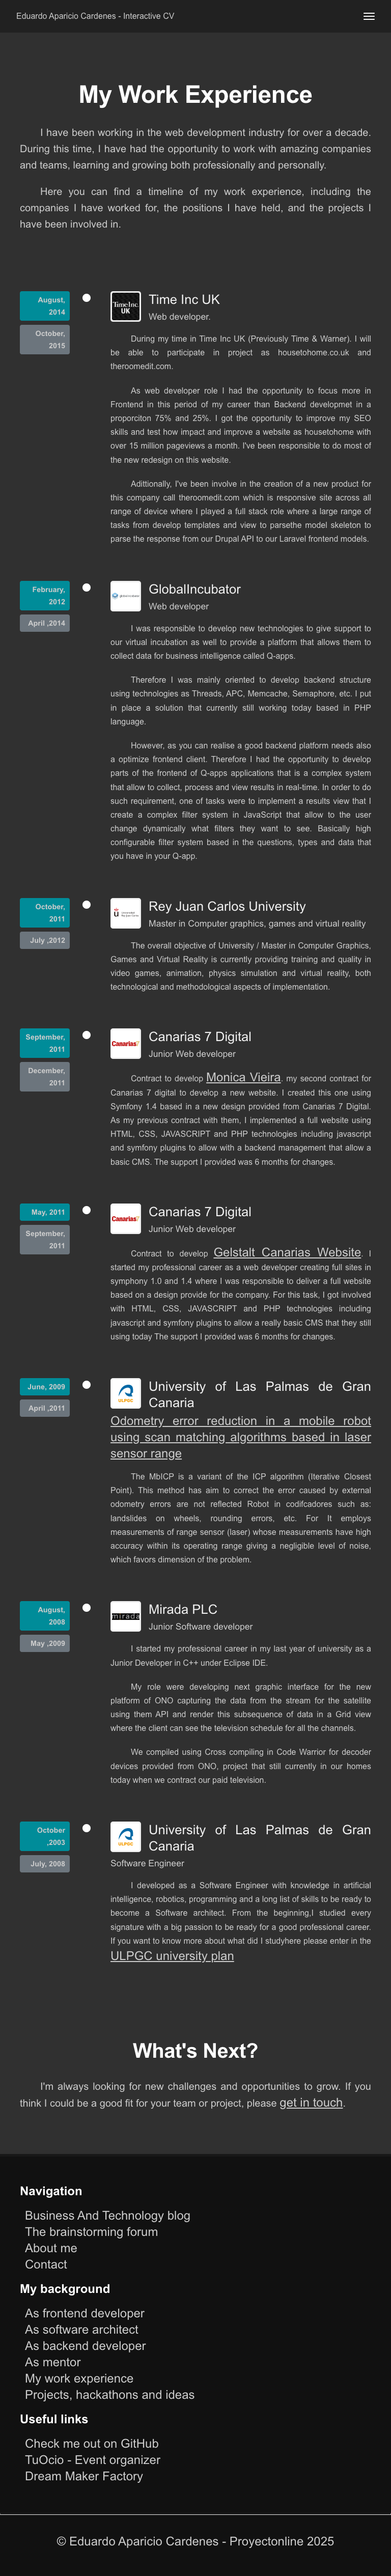 Eduardo Aparicio Cardenes - Interactive CV
My Work Experience
I have been working in the web development industry for over a decade.
During this time, I have had the opportunity to work with amazing companies
and teams, learning and growing both professionally and personally.
Here you can find a timeline of my work experience, including the
companies I have worked for, the positions I have held, and the projects I
have been involved in.
August,
2014
October,
2015
Time Inc.
UK
Time Inc UK
Web developer.
During my time in Time Inc UK (Previously Time & Warner). I will
be able to participate in project as housetohome.co.uk and
theroomedit.com.
As web developer role I had the opportunity to focus more in
Frontend in this period of my career than Backend developmet in a
proporciton 75% and 25%. I got the opportunity to improve my SEO
skills and test how impact and improve a website as housetohome with
over 15 million pageviews a month. I've been responsible to do most of
the new redesign on this website.
Adittionally, I've been involve in the creation of a new product for
this company call theroomedit.com which is responsive site across all
range of device where I played a full stack role where a large range of
tasks from develop templates and view to parsethe model skeleton to
parse the response from our Drupal API to our Laravel frontend models.
February,
2012
April ,2014
GlobalIncubator
Web developer
I was responsible to develop new technologies to give support to
our virtual incubation as well to provide a platform that allows them to
collect data for business intelligence called Q-apps.
Therefore I was mainly oriented to develop backend structure
using technologies as Threads, APC, Memcache, Semaphore, etc. I put
in place a solution that currently still working today based in PHP
language.
However, as you can realise a good backend platform needs also
a optimize frontend client. Therefore I had the opportunity to develop
parts of the frontend of Q-apps applications that is a complex system
that allow to collect, process and view results in real-time. In order to do
such requirement, one of tasks were to implement a results view that I
create a complex filter system in JavaScript that allow to the user
change dynamically what filters they want to see. Basically high
configurable filter system based in the questions, types and data that
you have in your Q-app.
October,
2011
July ,2012
Rey Juan Carlos University
Master in Computer graphics, games and virtual reality
The overall objective of University / Master in Computer Graphics,
Games and Virtual Reality is currently providing training and quality in
video games, animation, physics simulation and virtual reality, both
technological and methodological aspects of implementation.
September,
2011
December,
2011
Canarias7
Canarias 7 Digital
Junior Web developer
Contract to develop Monica Vieira. my second contract for
Canarias 7 digital to develop a new website. I created this one using
Symfony 1.4 based in a new design provided from Canarias 7 Digital.
As my previous contract with them, I implemented a full website using
HTML, CSS, JAVASCRIPT and PHP technologies including javascript
and symfony plugins to allow with a backend management that allow a
basic CMS. The support I provided was 6 months for changes.
May, 2011
September,
2011
Canarias7
Canarias 7 Digital
Junior Web developer
Contract to develop Gelstalt Canarias Website. I
started my professional career as a web developer creating full sites in
symphony 1.0 and 1.4 where I was responsible to deliver a full website
based on a design provide for the company. For this task, I got involved
with HTML, CSS, JAVASCRIPT and PHP technologies including
javascript and symfony plugins to allow a really basic CMS that they still
using today The support I provided was 6 months for changes.
June, 2009
April ,2011
ULPGC
University of Las Palmas de Gran
Canaria
Odometry error reduction in a mobile robot
using scan matching algorithms based in laser
sensor range
The MbICP is a variant of the ICP algorithm (Iterative Closest
Point). This method has aim to correct the error caused by external
odometry errors are not reflected Robot in codifcadores such as:
landslides on wheels, rounding errors, etc. For It employs
measurements of range sensor (laser) whose measurements have high
accuracy within its operating range giving a negligible level of noise,
which favors dimension of the problem.
August,
2008
May ,2009
mirada
Mirada PLC
Junior Software developer
I started my professional career in my last year of university as a
Junior Developer in C++ under Eclipse IDE.
My role were developing next graphic interface for the new
platform of ONO capturing the data from the stream for the satellite
using them API and render this subsequence of data in a Grid view
where the client can see the television schedule for all the channels.
We compiled using Cross compiling in Code Warrior for decoder
devices provided from ONO, project that still currently in our homes
today when we contract our paid television.
October
,2003
July, 2008
ULPGC
University of Las Palmas de Gran
Canaria
Software Engineer
I developed as a Software Engineer with knowledge in artificial
intelligence, robotics, programming and a long list of skills to be ready to
become a Software architect. From the beginning,I studied every
signature with a big passion to be ready for a good professional career.
If you want to know more about what did I studyhere please enter in the
ULPGC university plan
What's Next?
I'm always looking for new challenges and opportunities to grow. If you
think I could be a good fit for your team or project, please get in touch.
Navigation
Business And Technology blog
The brainstorming forum
About me
Contact
My background
As frontend developer
As software architect
As backend developer
As mentor
My work experience
Projects, hackathons and ideas
Useful links
Check me out on GitHub
TuOcio - Event organizer
Dream Maker Factory
© Eduardo Aparicio Cardenes - Proyectonline 2025